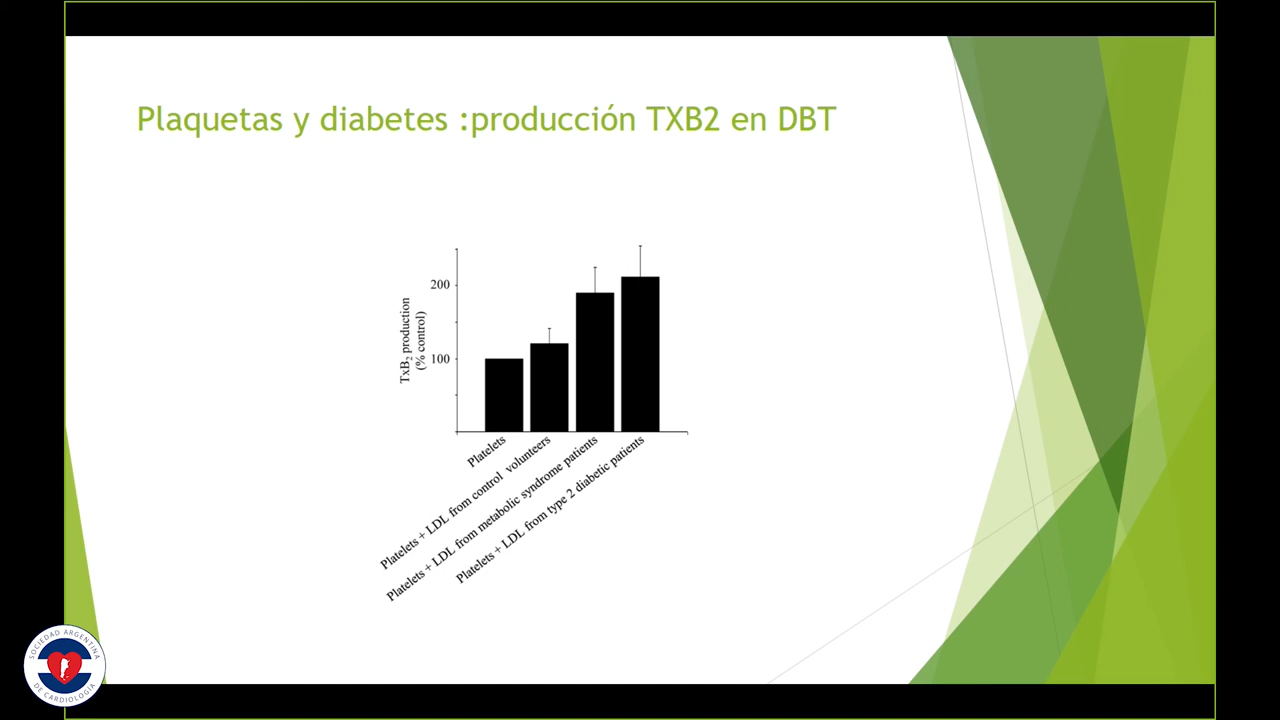 Plaquetas y diabetes :producción TXB2 en DBT
200
100
TxB2 production
(% control)
Platelets
Platelets + LDL from control volunteers
Platelets + LDL from metabolic syndrome patients
Platelets + LDL from type 2 diabetic patients
SOCIEDAD ARGENTINA
DE CARDIOLOGÍA